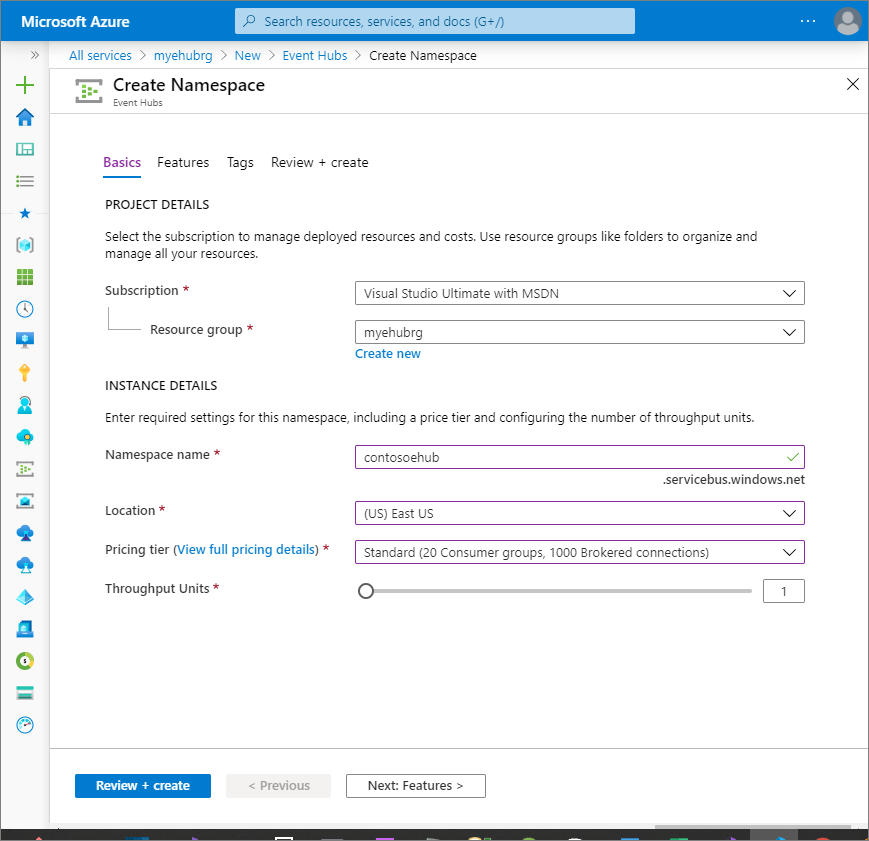 Microsoft Azure
Search resources, services, and docs (G+/)
...
»
All services > myehubrg > New > Event Hubs > Create Namespace
Create Namespace
Event Hubs
Basics Features Tags Review + create
PROJECT DETAILS
Select the subscription to manage deployed resources and costs. Use resource groups like folders to organize and
manage all your resources.
Subscription *
Visual Studio Ultimate with MSDN
Resource group *
myehubrg
Create new
INSTANCE DETAILS
Enter required settings for this namespace, including a price tier and configuring the number of throughput units.
Namespace name *
contosoehub
.servicebus.windows.net
Location *
(US) East US
Pricing tier (View full pricing details) *
Standard (20 Consumer groups, 1000 Brokered connections)
Throughput Units *
1
Review + create
< Previous
Next: Features >